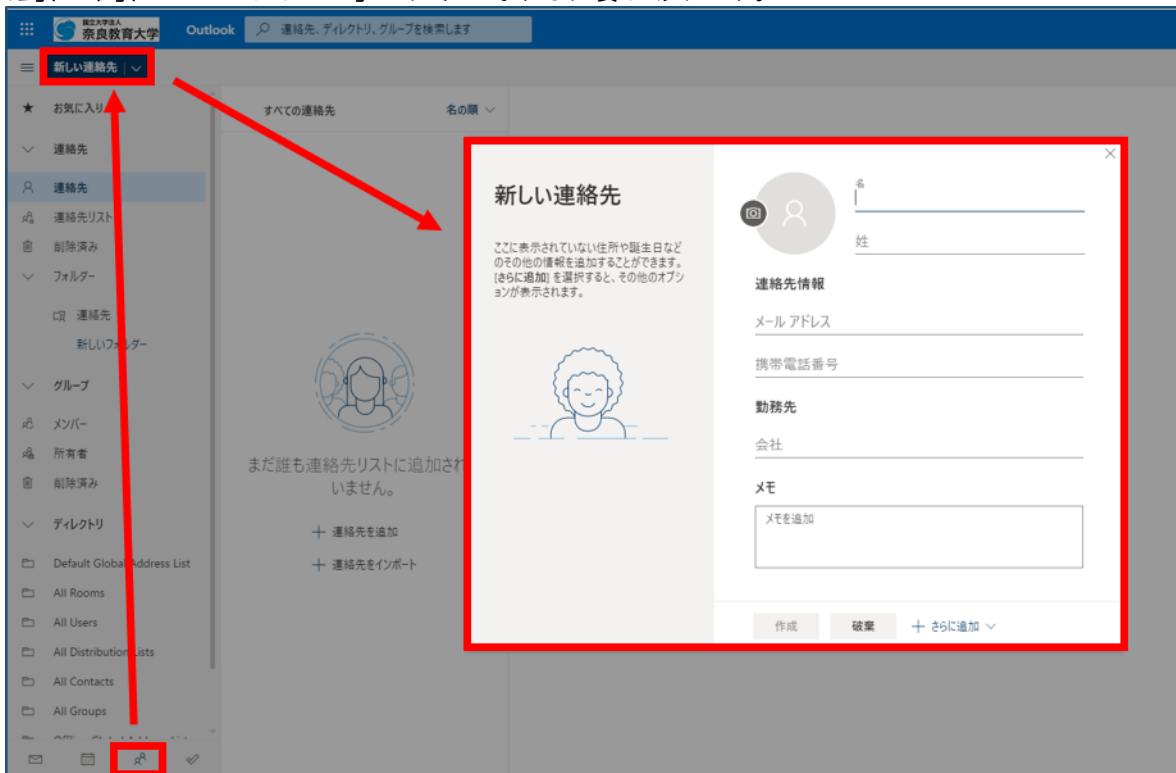 国立大学法人
奈良教育大学
Outlook
連絡先、ディレクトリ、グループを検索します
新しい連絡先
お気に入り
すべての連絡先
名の順
連絡先
連絡先
連絡先リスト
削除済み
フォルダー
連絡先
新しいフォルダー
グループ
メンバー
所有者
削除済み
ディレクトリ
Default Global Address List
All Rooms
All Users
All Distribution Lists
All Contacts
All Groups
まだ誰も連絡先リストに追加され
いません。
連絡先を追加
連絡先をインポート
新しい連絡先
ここに表示されていない住所や誕生日など
のその他の情報を追加することができます。
[さらに追加] を選択すると、その他のオプシ
ョンが表示されます。
名
姓
連絡先情報
メール アドレス
携帯電話番号
勤務先
会社
メモ
メモを追加
作成
破棄
さらに追加